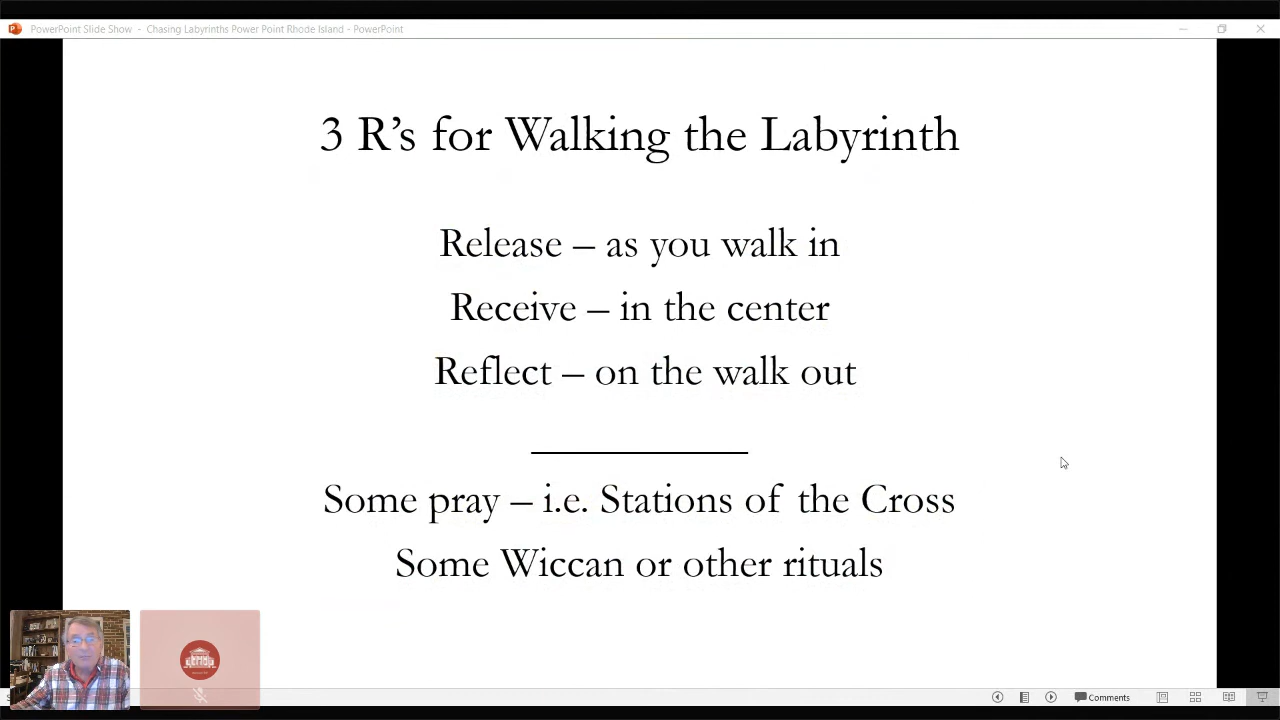 PowerPoint Slide Show - Chasing Labyrinths Power Point Rhode Island - PowerPoint
3 R's for Walking the Labyrinth
Release – as you walk in
Receive – in the center
Reflect – on the walk out
Some pray – i.e. Stations of the Cross
Some Wiccan or other rituals
Comments